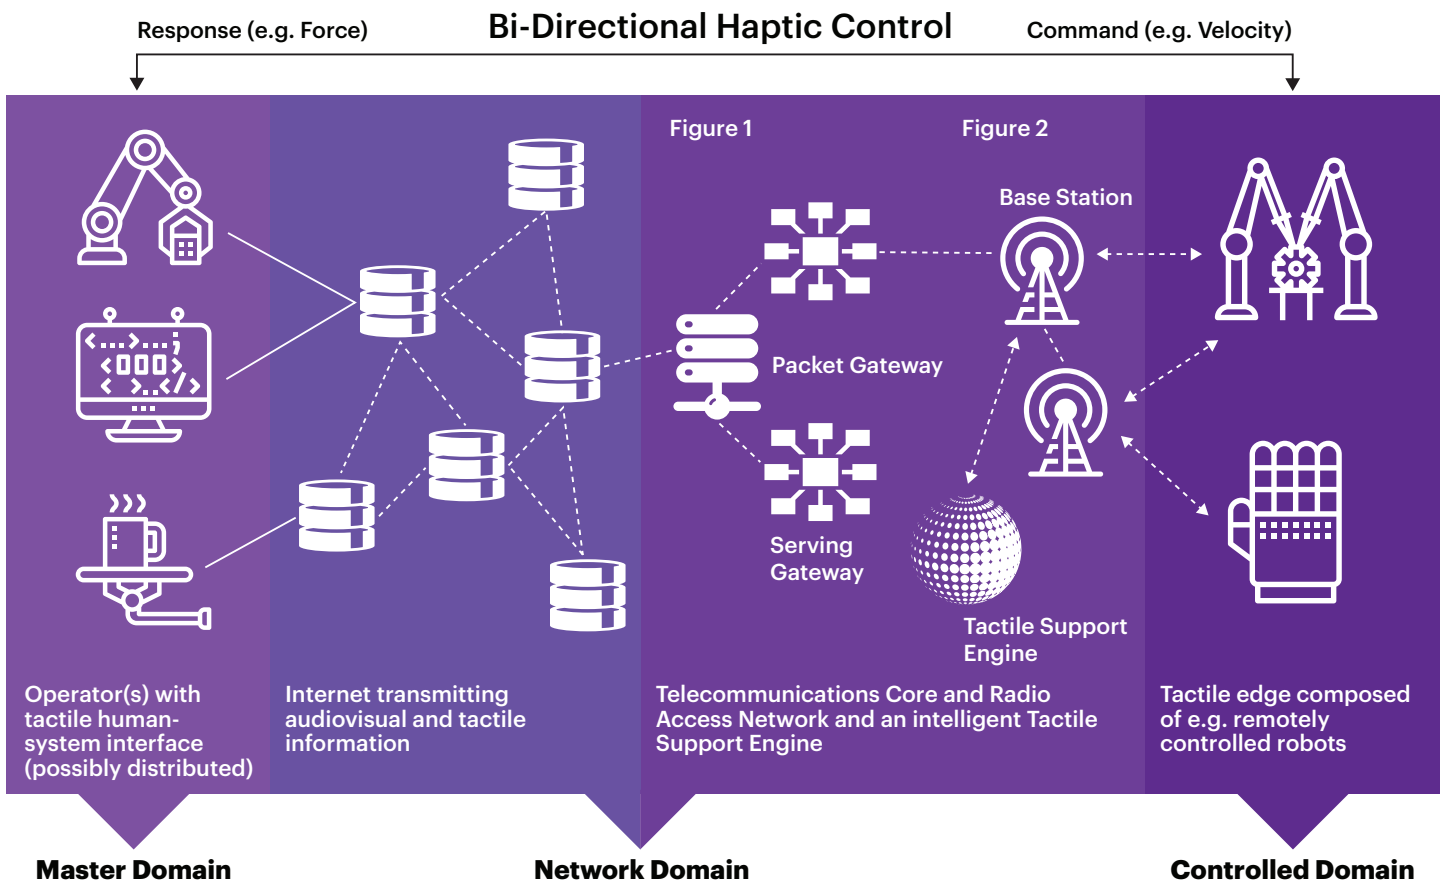 Bi-Directional Haptic Control
Response (e.g. Force)
Command (e.g. Velocity)
Figure 1
Figure 2
Base Station
Packet Gateway
Serving
Gateway
Tactile Support
Engine
Operator(s) with
tactile human-
system interface
(possibly distributed)
Internet transmitting
audiovisual and tactile
information
Telecommunications Core and Radio
Access Network and an intelligent Tactile
Support Engine
Tactile edge composed
of e.g. remotely
controlled robots
Master Domain
Network Domain
Controlled Domain